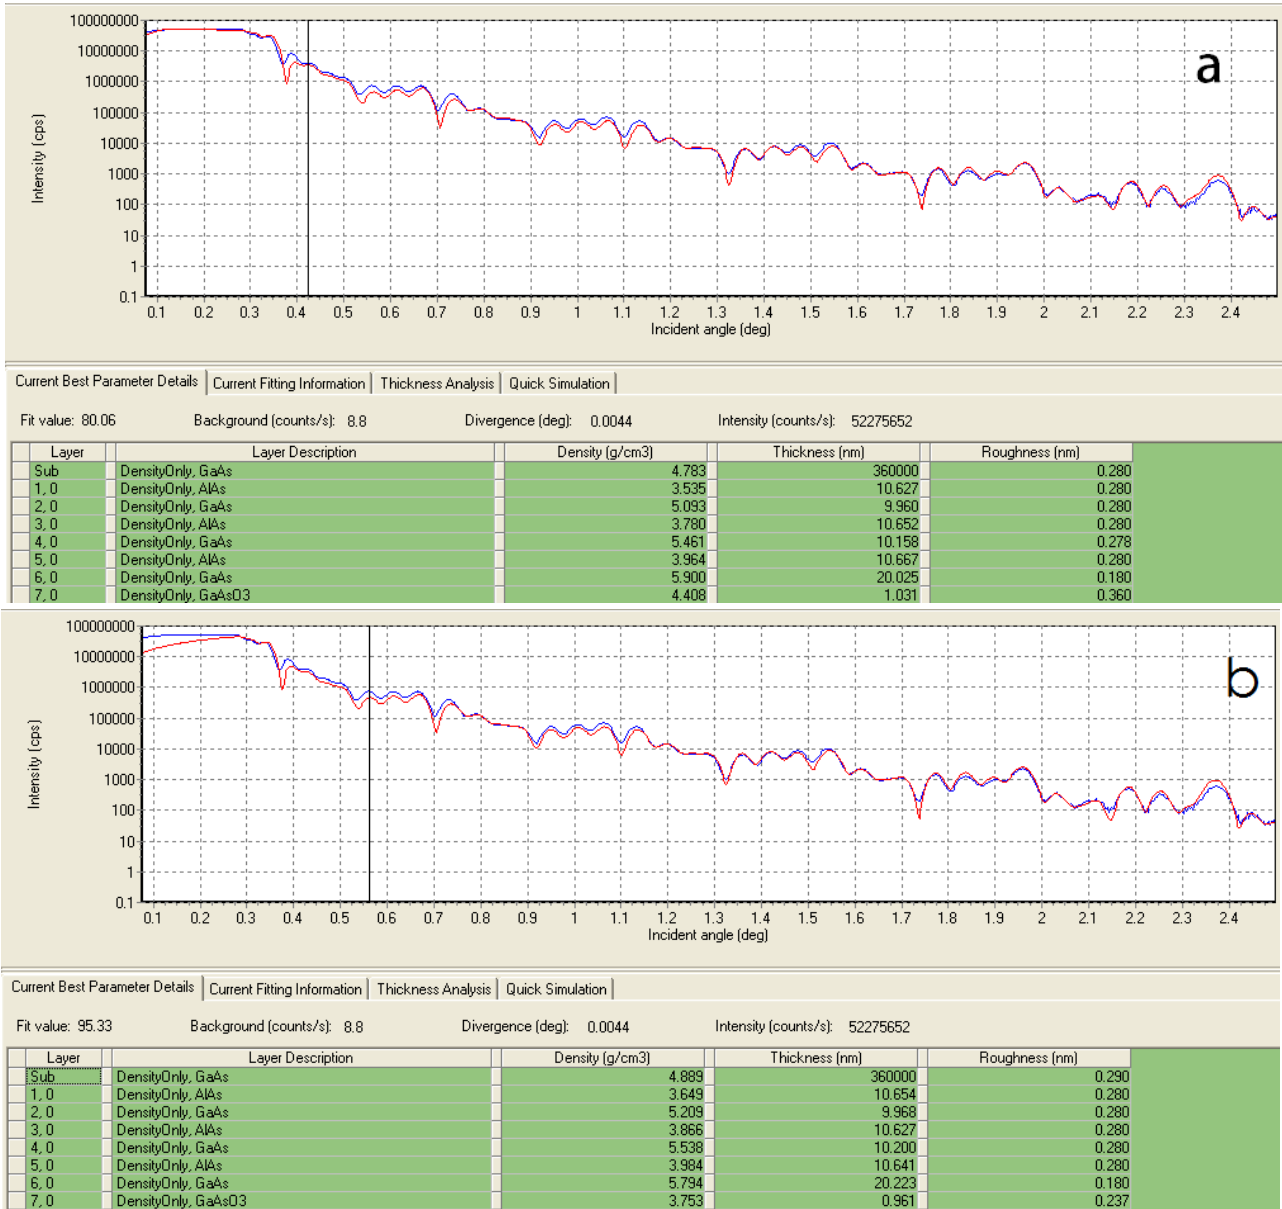 100000000
10000000
1000000
100000
10000
1000
100
10
1
0.1
Intensity (cps)
a
0.1 0.2 0.3 0.4 0.5 0.6 0.7 0.8 0.9 1 1.1 1.2 1.3 1.4 1.5 1.6 1.7 1.8 1.9 2 2.1 2.2 2.3 2.4
Incident angle (deg)
Current Best Parameter Details Current Fitting Information Thickness Analysis Quick Simulation
Fit value: 80.06 Background (counts/s): 8.8 Divergence (deg): 0.0044 Intensity (counts/s): 52275652
Layer Layer Description Density (g/cm3) Thickness (nm) Roughness (nm)
Sub DensityOnly, GaAs 4.783 360000 0.280
1, 0 DensityOnly, AlAs 3.535 10.627 0.280
2, 0 DensityOnly, GaAs 5.093 9.960 0.280
3, 0 DensityOnly, AlAs 3.780 10.652 0.280
4, 0 DensityOnly, GaAs 5.461 10.158 0.278
5, 0 DensityOnly, AlAs 3.964 10.667 0.280
6, 0 DensityOnly, GaAs 5.900 20.025 0.180
7, 0 DensityOnly, GaAsO3 4.408 1.031 0.360
100000000
10000000
1000000
100000
10000
1000
100
10
1
0.1
Intensity (cps)
b
0.1 0.2 0.3 0.4 0.5 0.6 0.7 0.8 0.9 1 1.1 1.2 1.3 1.4 1.5 1.6 1.7 1.8 1.9 2 2.1 2.2 2.3 2.4
Incident angle (deg)
Current Best Parameter Details Current Fitting Information Thickness Analysis Quick Simulation
Fit value: 95.33 Background (counts/s): 8.8 Divergence (deg): 0.0044 Intensity (counts/s): 52275652
Layer Layer Description Density (g/cm3) Thickness (nm) Roughness (nm)
Sub DensityOnly, GaAs 4.889 360000 0.290
1, 0 DensityOnly, AlAs 3.649 10.654 0.280
2, 0 DensityOnly, GaAs 5.209 9.968 0.280
3, 0 DensityOnly, AlAs 3.866 10.627 0.280
4, 0 DensityOnly, GaAs 5.538 10.200 0.280
5, 0 DensityOnly, AlAs 3.984 10.641 0.280
6, 0 DensityOnly, GaAs 5.794 20.223 0.180
7, 0 DensityOnly, GaAsO3 3.753 0.961 0.237